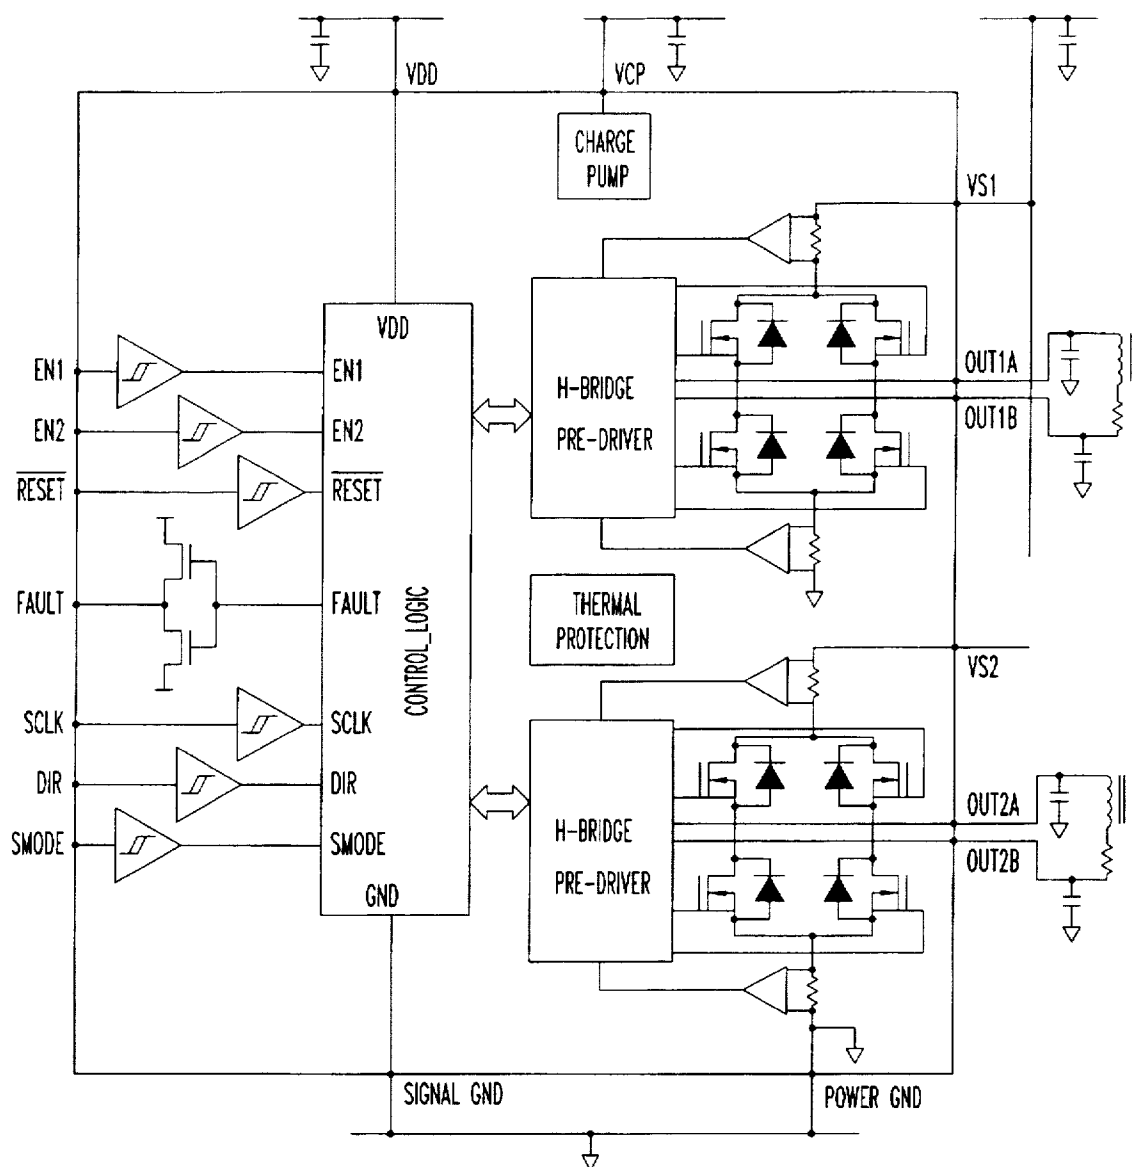 VDD
VCP
CHARGE
PUMP
VS1
VDD
EN1
EN1
EN2
EN2
RESET
RESET
FAULT
FAULT
SCLK
SCLK
DIR
DIR
SMODE
SMODE
GND
CONTROL_LOGIC
H-BRIDGE
PRE-DRIVER
OUT1A
OUT1B
THERMAL
PROTECTION
VS2
H-BRIDGE
PRE-DRIVER
OUT2A
OUT2B
SIGNAL GND
POWER GND